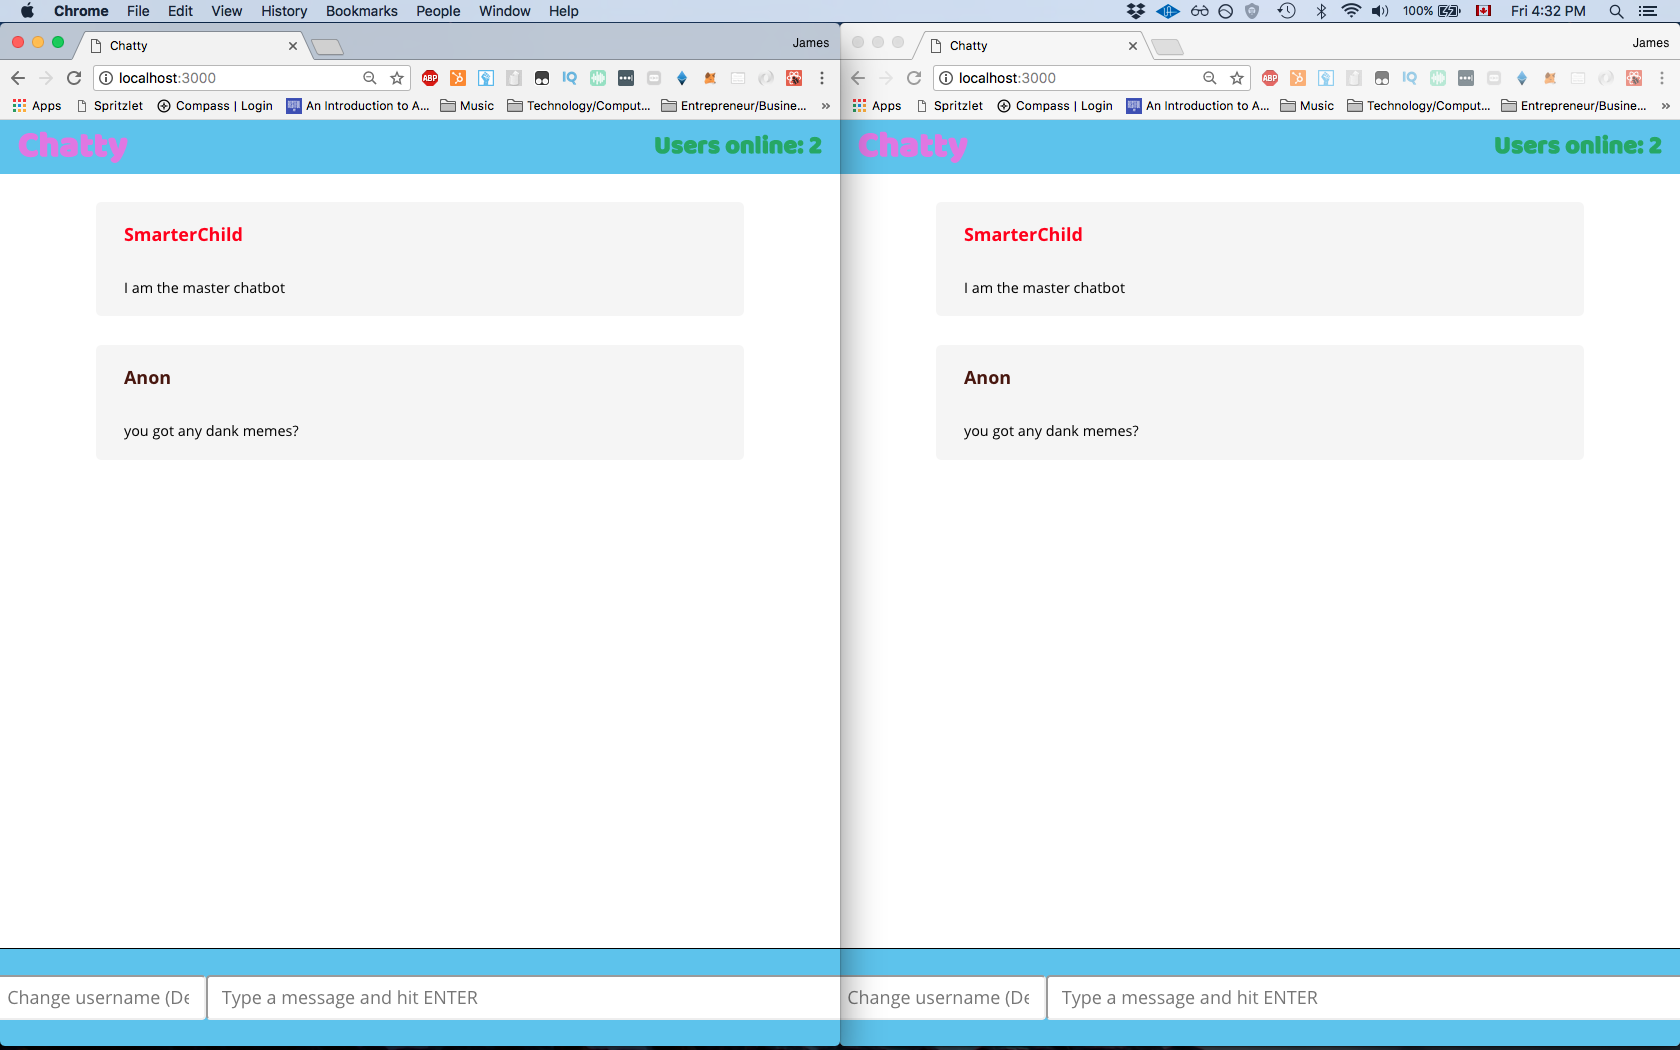 Chrome File Edit View History Bookmarks People Window Help 100% Fri 4:32 PM
Chatty James
localhost:3000 ABP IQ
Apps Spritzlet Compass | Login An Introduction to A... Music Technology/Comput... Entrepreneur/Busine... »
Chatty Users online: 2
SmarterChild
I am the master chatbot
Anon
you got any dank memes?
Change username (De Type a message and hit ENTER
Chatty James
localhost:3000 ABP IQ
Apps Spritzlet Compass | Login An Introduction to A... Music Technology/Comput... Entrepreneur/Busine... »
Chatty Users online: 2
SmarterChild
I am the master chatbot
Anon
you got any dank memes?
Change username (De Type a message and hit ENTER